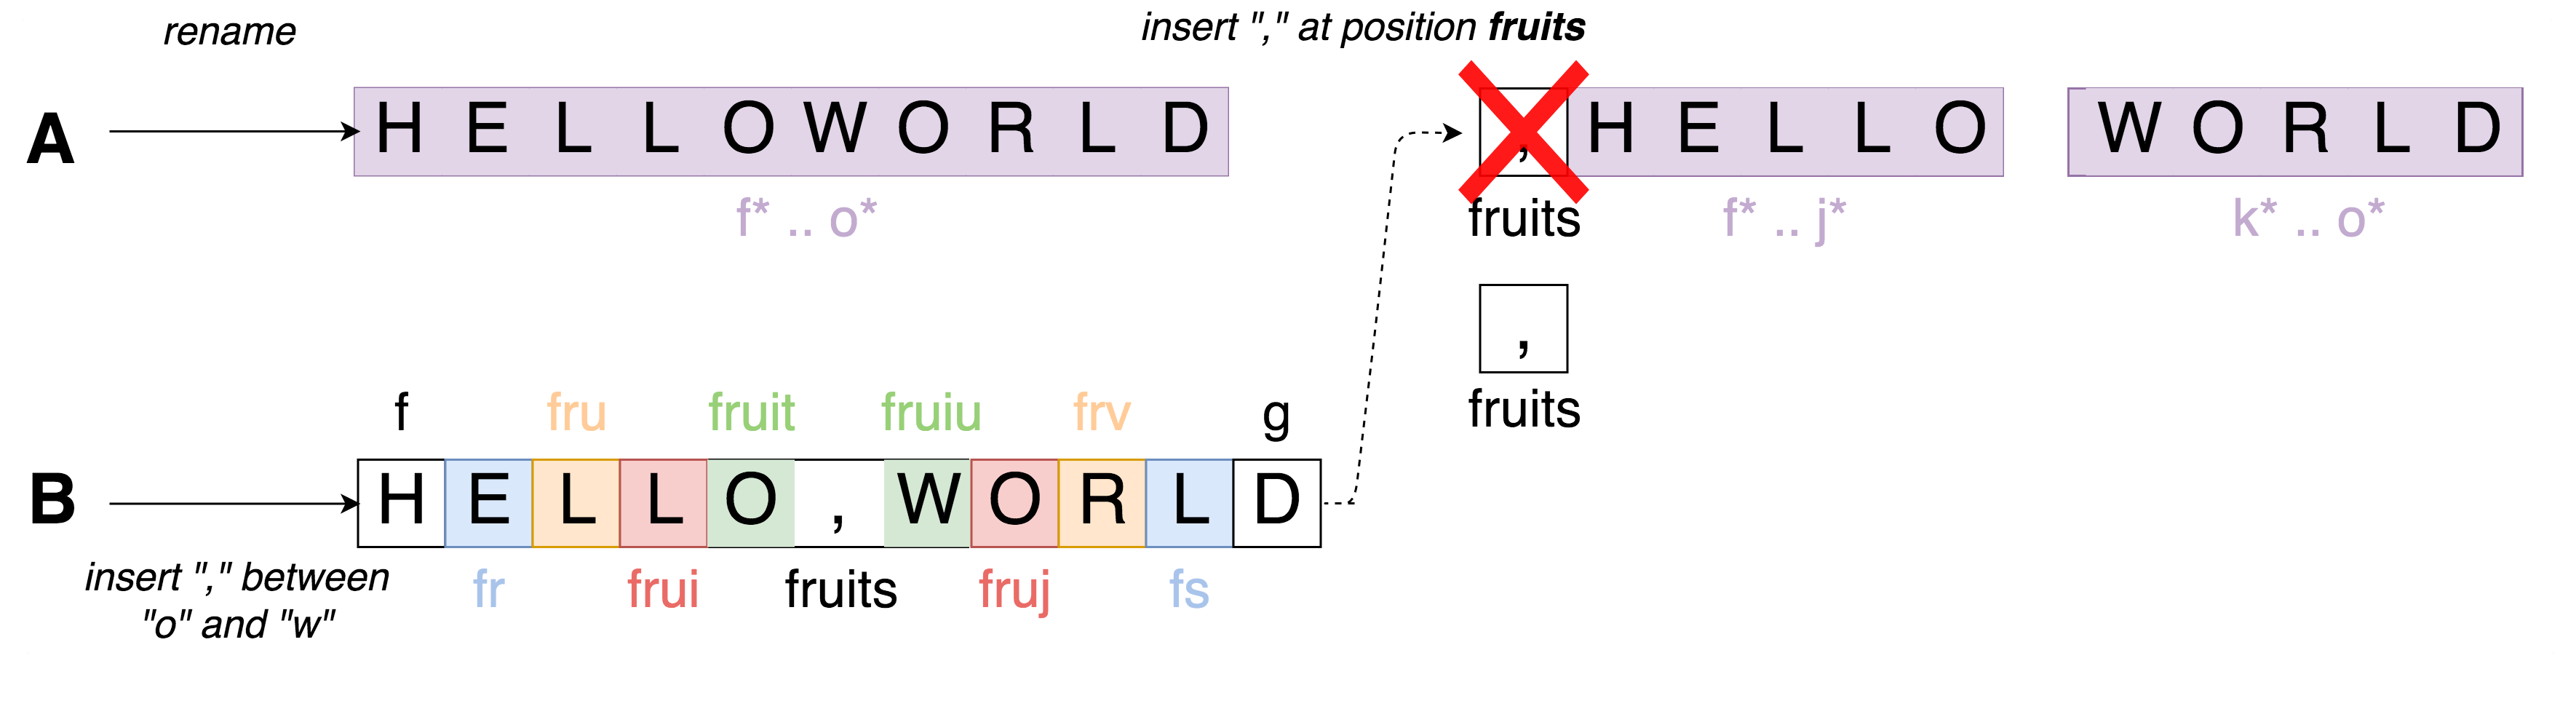 rename
insert "," at position fruits
A
H E L L O W O R L D
, H E L L O
W O R L D
f* .. o*
fruits
f* .. j*
k* .. o*
,
fruits
f fru fruit fruiu frv g
B
H E L L O , W O R L D
insert "," between
"o" and "w"
fr frui fruits fruj fs